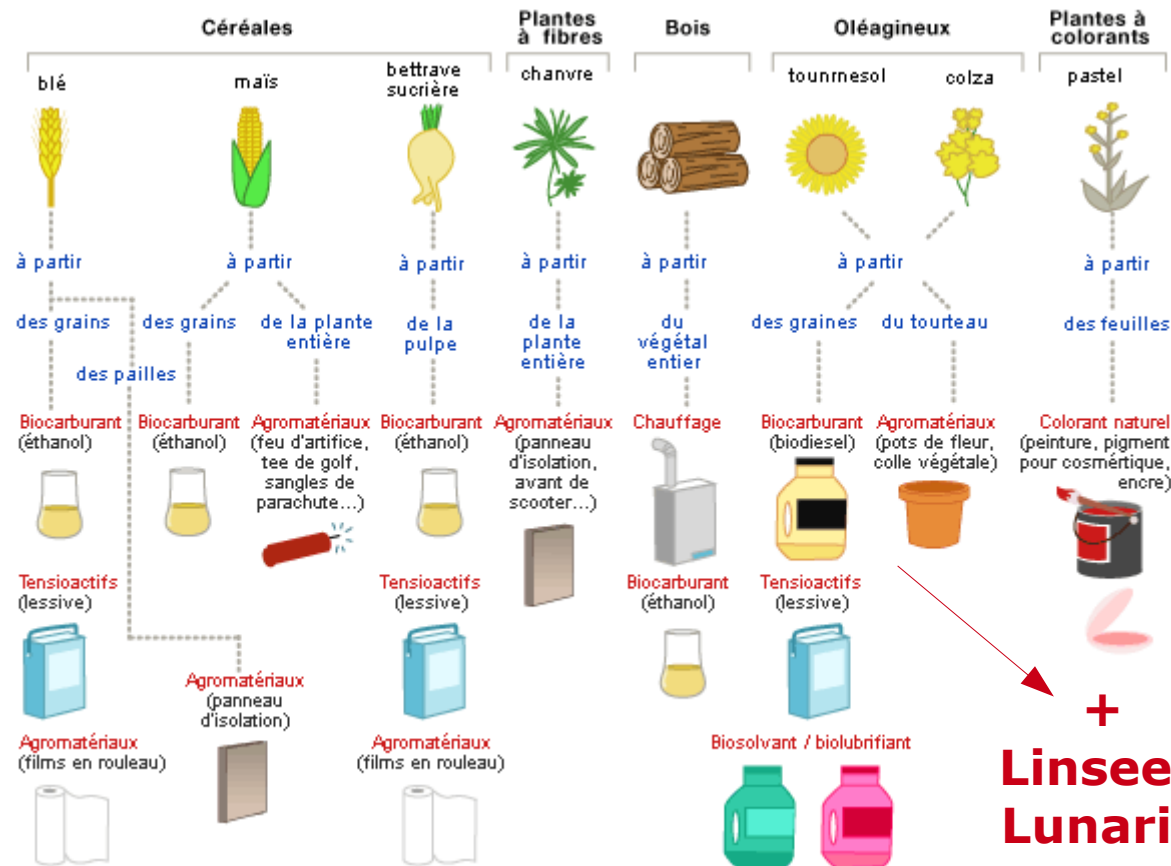 Céréales
Plantes
à fibres
Bois
Oléagineux
Plantes à
colorants
blé
maïs
bettrave
sucrière
chanvre
tounrnesol
colza
pastel
à partir
à partir
à partir
à partir
à partir
à partir
à partir
des grains
des grains
de la plante
entière
de la
pulpe
de la
plante
entière
du
végétal
entier
des graines
du tourteau
des feuilles
des pailles
Biocarburant
(éthanol)
Biocarburant
(éthanol)
Agromatériaux
(feu d'artifice,
tee de golf,
sangles de
parachute...)
Biocarburant
(éthanol)
Agromatériaux
(panneau
d'isolation,
avant de
scooter...)
Chauffage
Biocarburant
(biodiesel)
Agromatériaux
(pots de fleur,
colle végétale)
Colorant naturel
(peinture, pigment
pour cosmértique,
encre)
Tensioactifs
(lessive)
Tensioactifs
(lessive)
Biocarburant
(éthanol)
Tensioactifs
(lessive)
Agromatériaux
(panneau
d'isolation)
Agromatériaux
(films en rouleau)
Agromatériaux
(films en rouleau)
Biosolvant / biolubrifiant
+
Linsee
Lunari